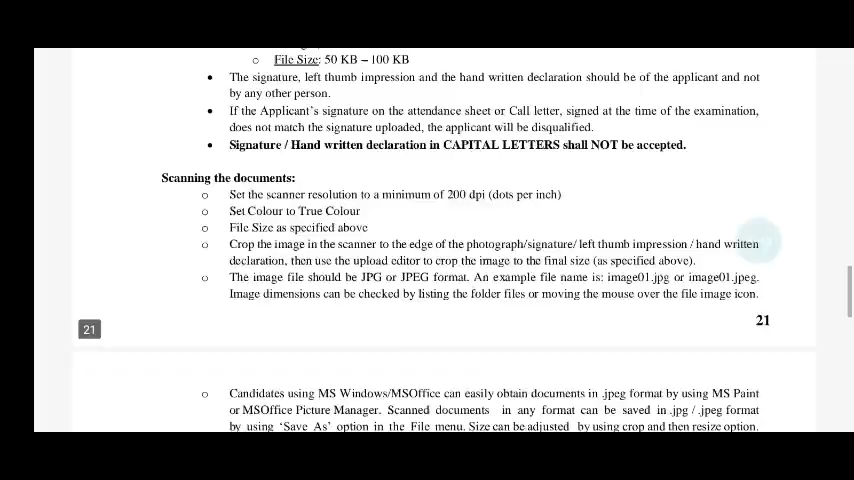 o File Size: 50 KB – 100 KB
• The signature, left thumb impression and the hand written declaration should be of the applicant and not
by any other person.
• If the Applicant's signature on the attendance sheet or Call letter, signed at the time of the examination,
does not match the signature uploaded, the applicant will be disqualified.
• Signature / Hand written declaration in CAPITAL LETTERS shall NOT be accepted.
Scanning the documents:
o Set the scanner resolution to a minimum of 200 dpi (dots per inch)
o Set Colour to True Colour
o File Size as specified above
o Crop the image in the scanner to the edge of the photograph/signature/ left thumb impression / hand written
declaration, then use the upload editor to crop the image to the final size (as specified above).
o The image file should be JPG or JPEG format. An example file name is: image01.jpg or image01.jpeg.
Image dimensions can be checked by listing the folder files or moving the mouse over the file image icon.
21
21
o Candidates using MS Windows/MSOffice can easily obtain documents in .jpeg format by using MS Paint
or MSOffice Picture Manager. Scanned documents in any format can be saved in .jpg / .jpeg format
by using 'Save As' option in the File menu. Size can be adjusted by using crop and then resize option.